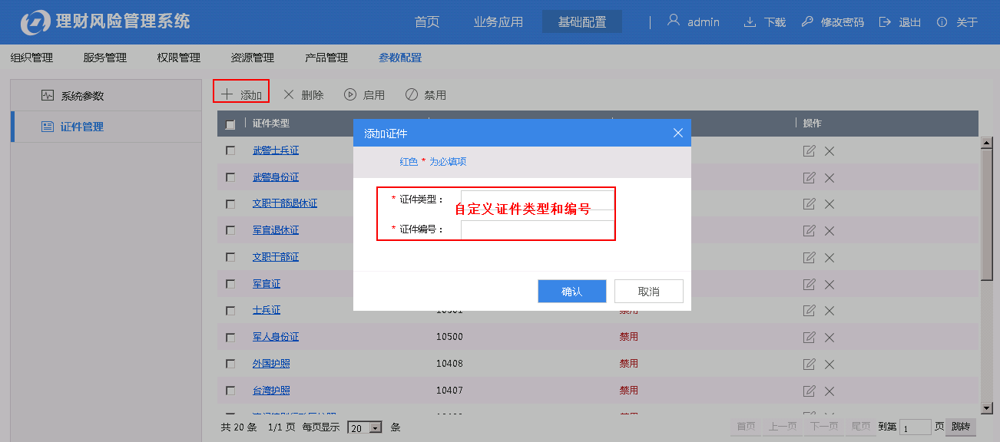 理财风险管理系统
首页 业务应用 基础配置 admin 下载 修改密码 退出 关于
组织管理 服务管理 权限管理 资源管理 产品管理 参数配置
系统参数
证件管理
添加 删除 启用 禁用
证件类型 操作
武警士兵证
武警身份证
文职干部退休证
军官退休证
文职干部证
军官证
士兵证 10501 禁用
军人身份证 10500 禁用
外国护照 10408 禁用
台湾护照 10407 禁用
添加证件
红色 * 为必填项
* 证件类型：
自定义证件类型和编号
* 证件编号：
确认 取消
共 20 条 1/1 页 每页显示 20 条 首页 上一页 下一页 尾页 到第 1 页 跳转